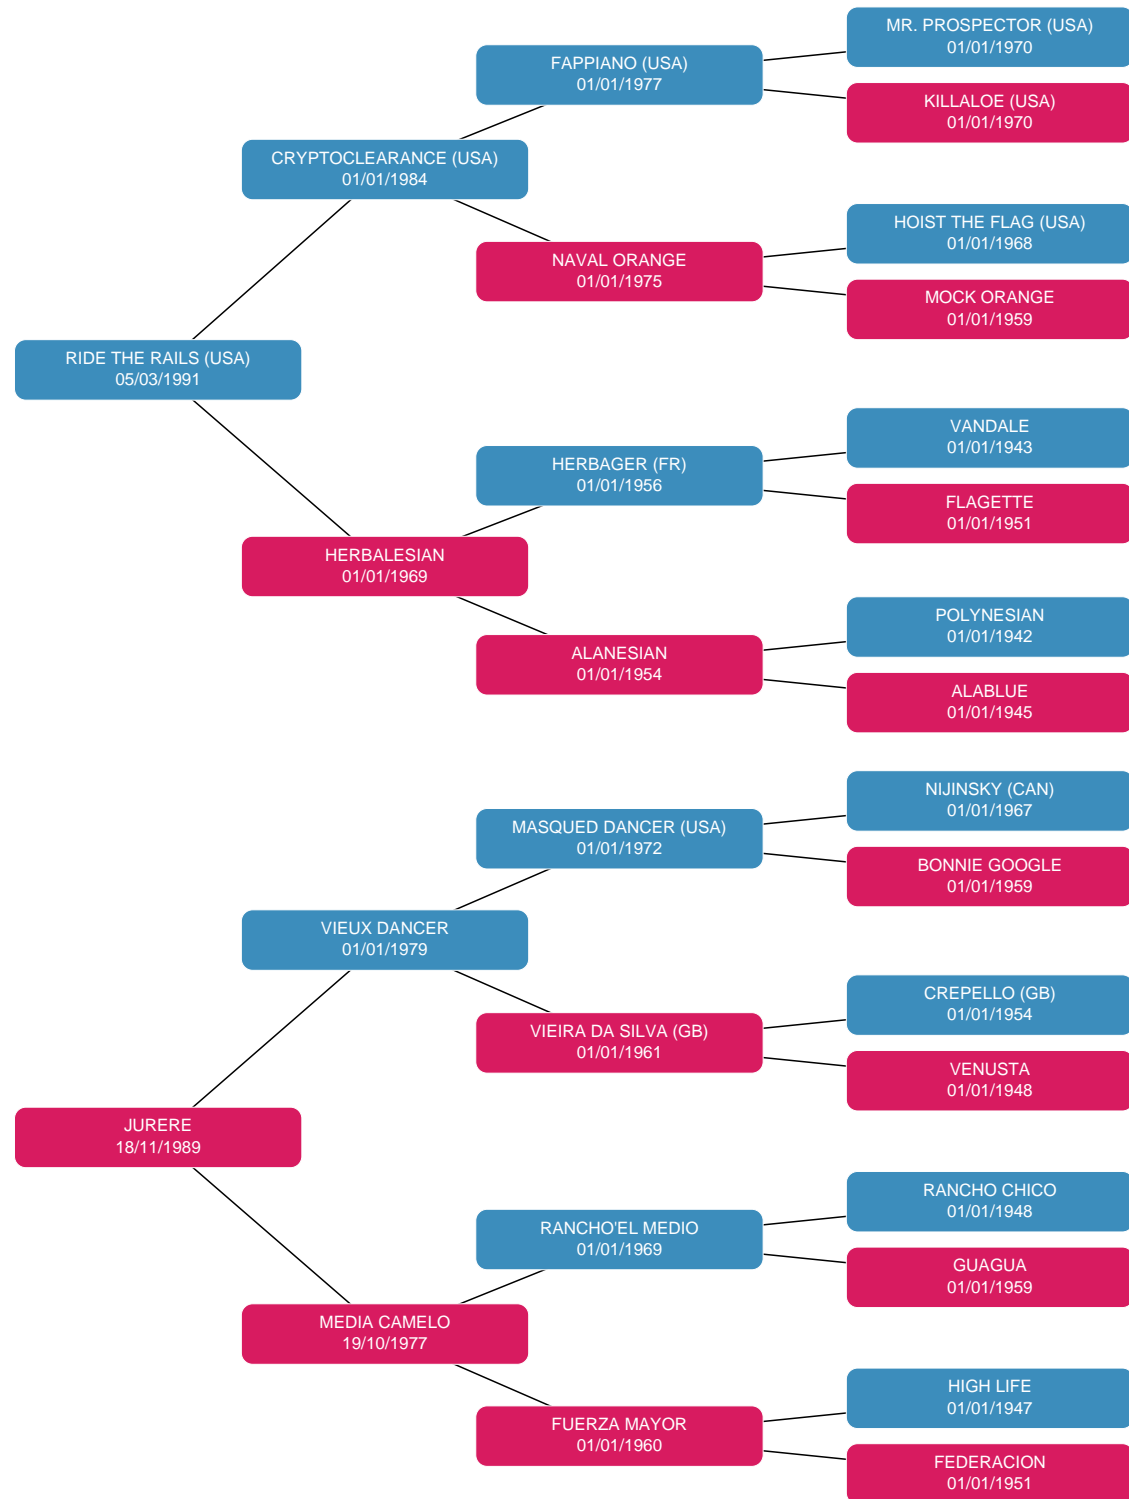 MR. PROSPECTOR (USA)
01/01/1970
FAPPIANO (USA)
01/01/1977
KILLALOE (USA)
01/01/1970
CRYPTOCLEARANCE (USA)
01/01/1984
HOIST THE FLAG (USA)
01/01/1968
NAVAL ORANGE
01/01/1975
MOCK ORANGE
01/01/1959
RIDE THE RAILS (USA)
05/03/1991
VANDALE
01/01/1943
HERBAGER (FR)
01/01/1956
FLAGETTE
01/01/1951
HERBALESIAN
01/01/1969
POLYNESIAN
01/01/1942
ALANESIAN
01/01/1954
ALABLUE
01/01/1945
NIJINSKY (CAN)
01/01/1967
MASQUED DANCER (USA)
01/01/1972
BONNIE GOOGLE
01/01/1959
VIEUX DANCER
01/01/1979
CREPELLO (GB)
01/01/1954
VIEIRA DA SILVA (GB)
01/01/1961
VENUSTA
01/01/1948
JURERE
18/11/1989
RANCHO CHICO
01/01/1948
RANCHO'EL MEDIO
01/01/1969
GUAGUA
01/01/1959
MEDIA CAMELO
19/10/1977
HIGH LIFE
01/01/1947
FUERZA MAYOR
01/01/1960
FEDERACION
01/01/1951